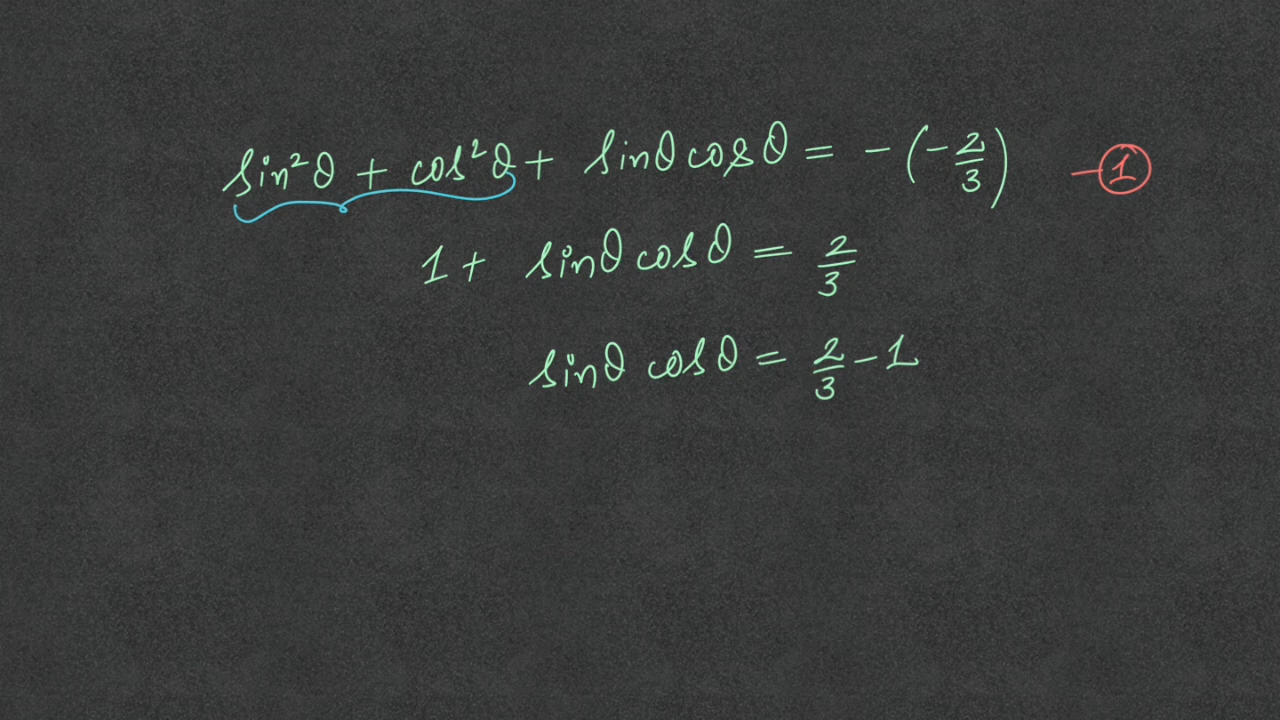 sin²θ + cos²θ + sinθ cosθ = - (- 2/3) - ①
1 + sinθ cosθ = 2/3
sinθ cosθ = 2/3 - 1